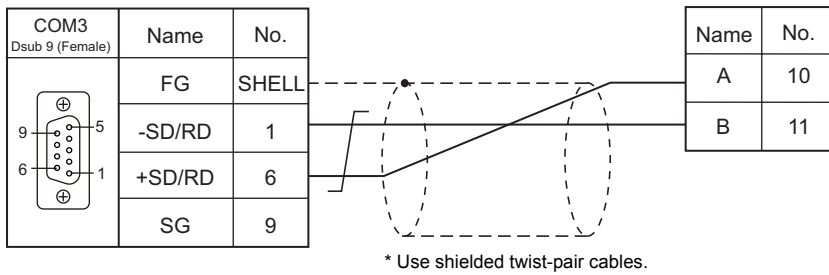 COM3
Dsub 9 (Female)
Name No.
FG SHELL
-SD/RD 1
+SD/RD 6
SG 9
9 5
6 1
Name No.
A 10
B 11
* Use shielded twist-pair cables.